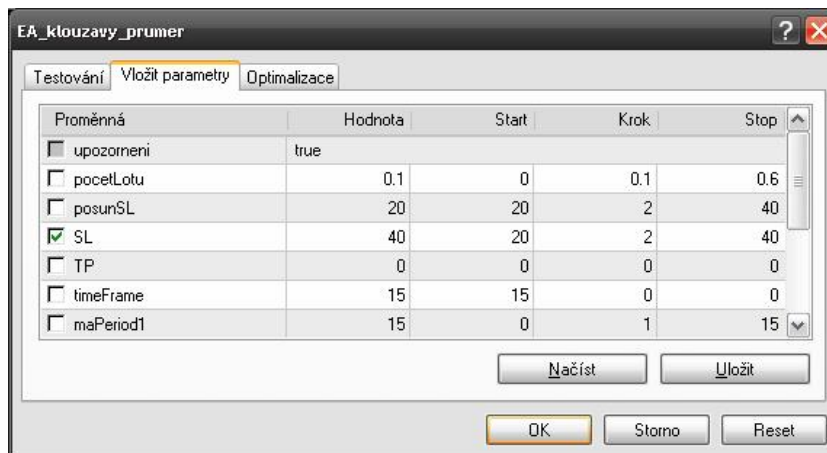 EA_klouzavy_prumer
Testování Vložit parametry Optimalizace
Proměnná Hodnota Start Krok Stop
upozorneni true
pocetLotu 0.1 0 0.1 0.6
posunSL 20 20 2 40
SL 40 20 2 40
TP 0 0 0 0
timeFrame 15 15 0 0
maPeriod1 15 0 1 15
Načíst Uložit
OK Storno Reset